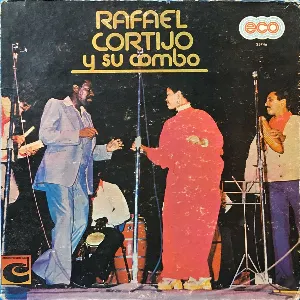 RAFAEL
CORTIJO
y su combo
eco